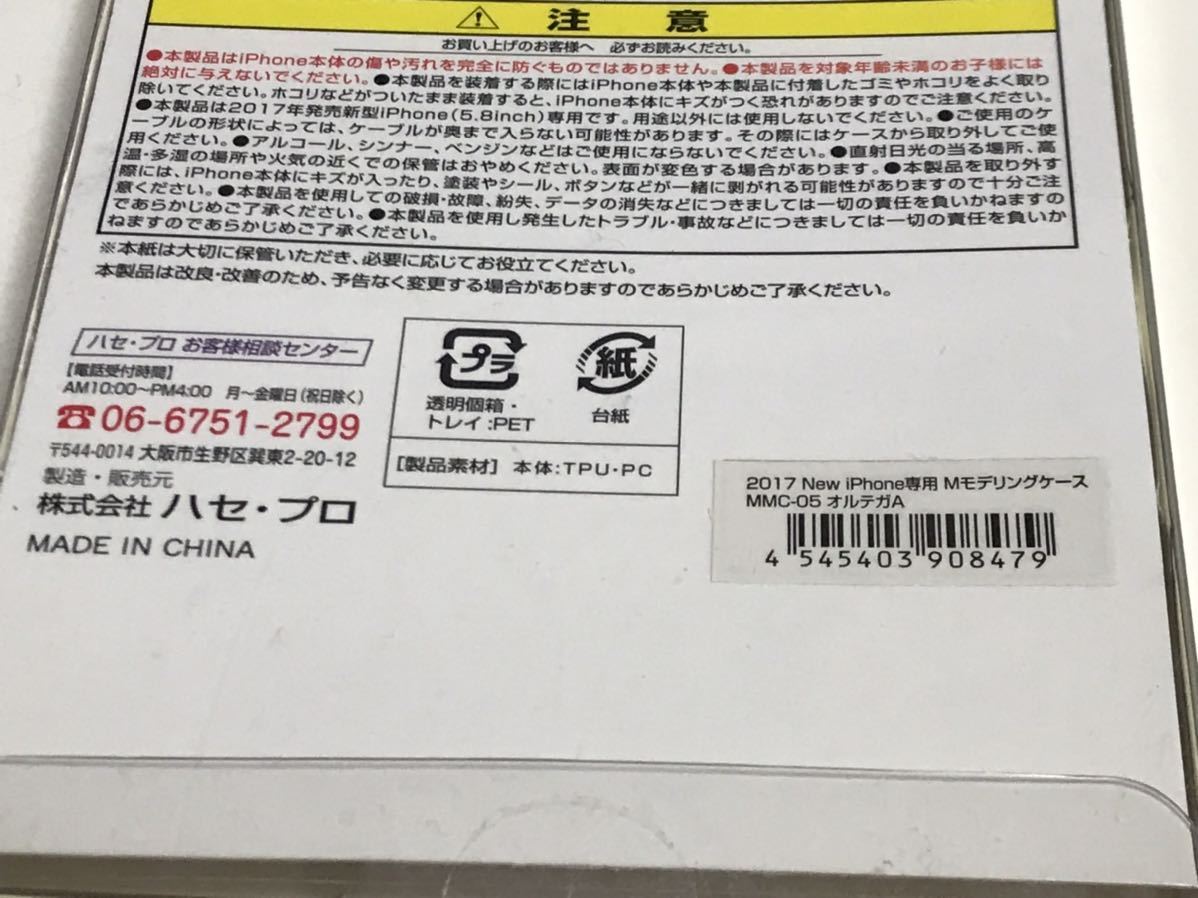 注意
お買い上げのお客様へ 必ずお読みください。
●本製品はiPhone本体の傷や汚れを完全に防ぐものではありません。●本製品を対象年齢未満のお子様には
絶対に与えないでください。●本製品を装着する際にはiPhone本体や本製品に付着したゴミやホコリをよく取り
除いてください。ホコリなどがついたまま装着すると、iPhone本体にキズがつく恐れがありますのでご注意ください。
●本製品は2017年発売新型iPhone(5.8inch)専用です。用途以外には使用しないでください。●ご使用のケ
ーブルの形状によっては、ケーブルが奥まで入らない可能性があります。その際にはケースから取り外してご使
用ください。●アルコール、シンナー、ベンジンなどはご使用にならないでください。●直射日光の当る場所、高
温・多湿の場所や火気の近くでの保管はおやめください。表面が変色する場合があります。●本製品を取り外す
際には、iPhone本体にキズが入ったり、塗装やシール、ボタンなどが一緒に剥がれる可能性がありますので十分ご注
意ください。●本製品を使用しての破損・故障、紛失、データの消失などにつきましては一切の責任を負いかねますの
であらかじめご了承ください。●本製品を使用し発生したトラブル・事故などにつきましては一切の責任を負いか
ねますのであらかじめご了承ください。
※本紙は大切に保管いただき、必要に応じてお役立てください。
本製品は改良・改善のため、予告なく変更する場合がありますのであらかじめご了承ください。
ハセ・プロ お客様相談センター
【電話受付時間】
AM10:00〜PM4:00 月〜金曜日(祝日除く)
☎06-6751-2799
〒544-0014 大阪市生野区巽東2-20-12
製造・販売元
株式会社 ハセ・プロ
MADE IN CHINA
プラ
透明個箱・
トレイ:PET
紙
台紙
[製品素材] 本体:TPU・PC
2017 New iPhone専用 Mモデリングケース
MMC-05 オルテガA
4 545403 908479